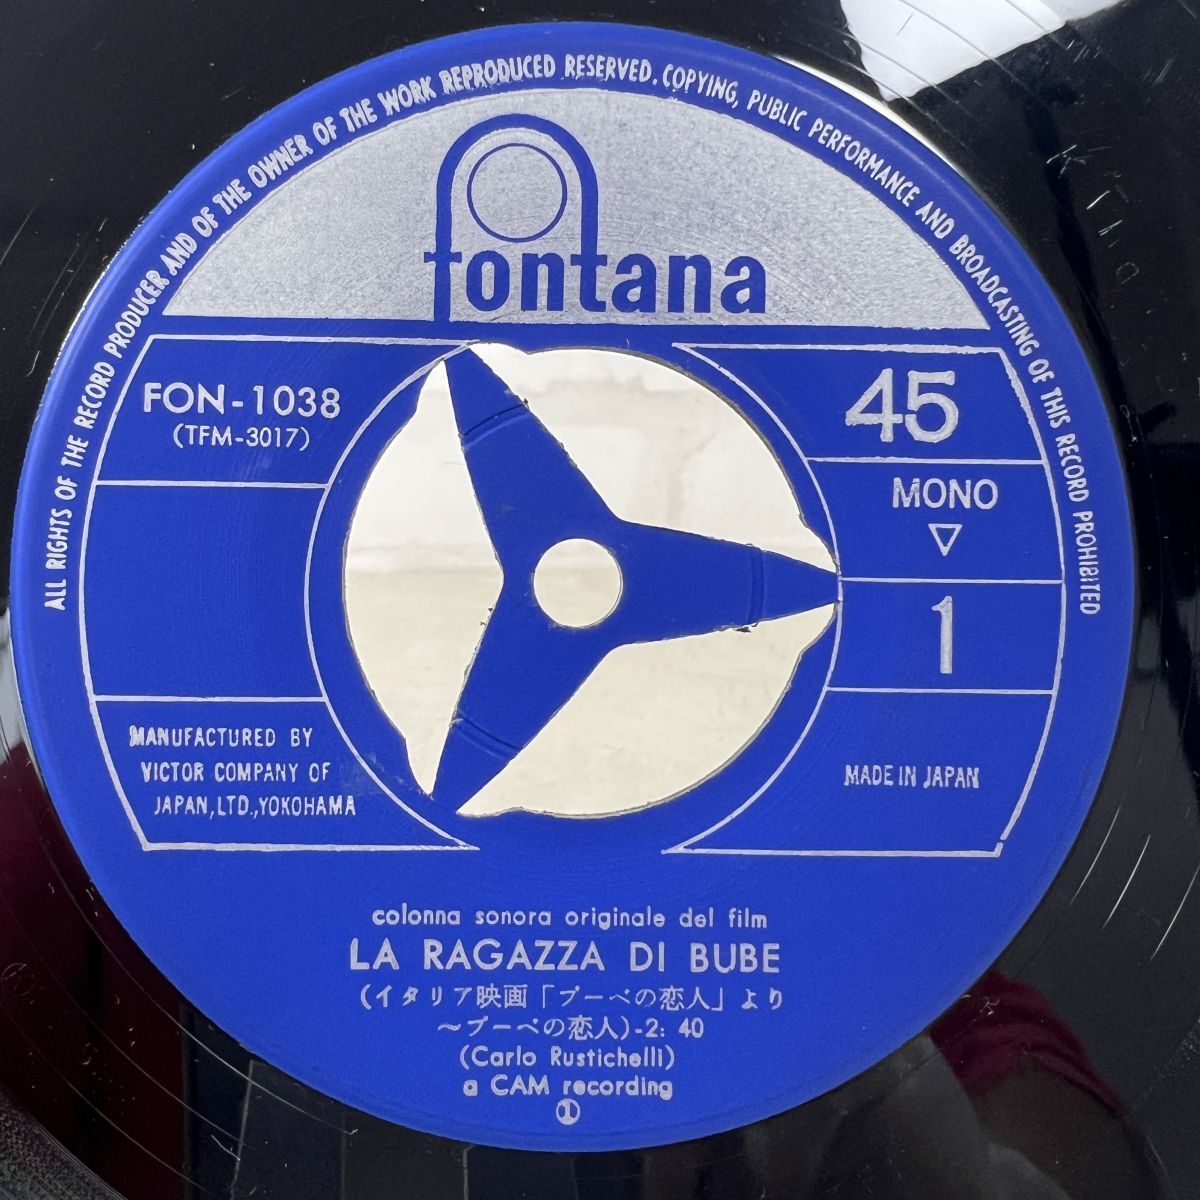 ALL RIGHTS OF THE RECORD PRODUCER AND OF THE OWNER OF THE WORK REPRODUCED RESERVED. COPYING, PUBLIC PERFORMANCE AND BROADCASTING OF THIS RECORD PROHIBITED
fontana
FON-1038
(TFM-3017)
45
MONO
▽
1
MANUFACTURED BY
VICTOR COMPANY OF
JAPAN, LTD., YOKOHAMA
MADE IN JAPAN
colonna sonora originale del film
LA RAGAZZA DI BUBE
(イタリア映画「ブーベの恋人」より
～ブーベの恋人)-2: 40
(Carlo Rustichelli)
a CAM recording
①